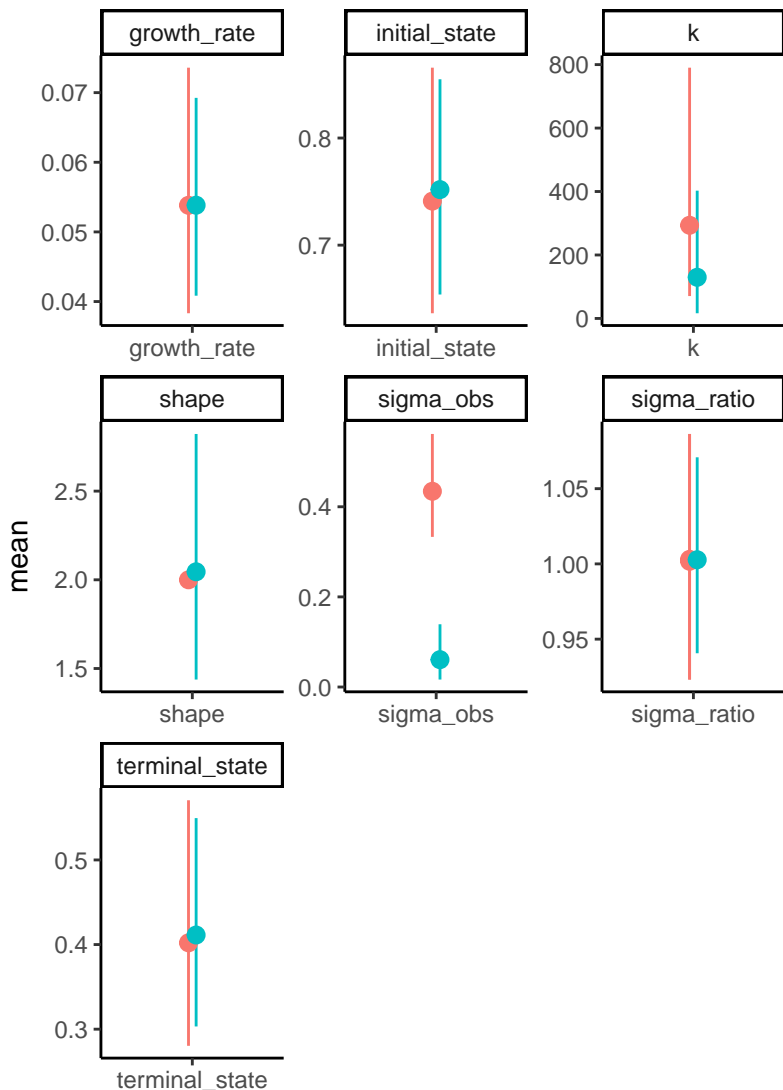 growth_rate
initial_state
k
0.07
0.06
0.05
0.04
growth_rate
0.8
0.7
initial_state
800
600
400
200
0
k
shape
sigma_obs
sigma_ratio
mean
2.5
2.0
1.5
shape
0.4
0.2
0.0
sigma_obs
1.05
1.00
0.95
sigma_ratio
terminal_state
0.5
0.4
0.3
terminal_state